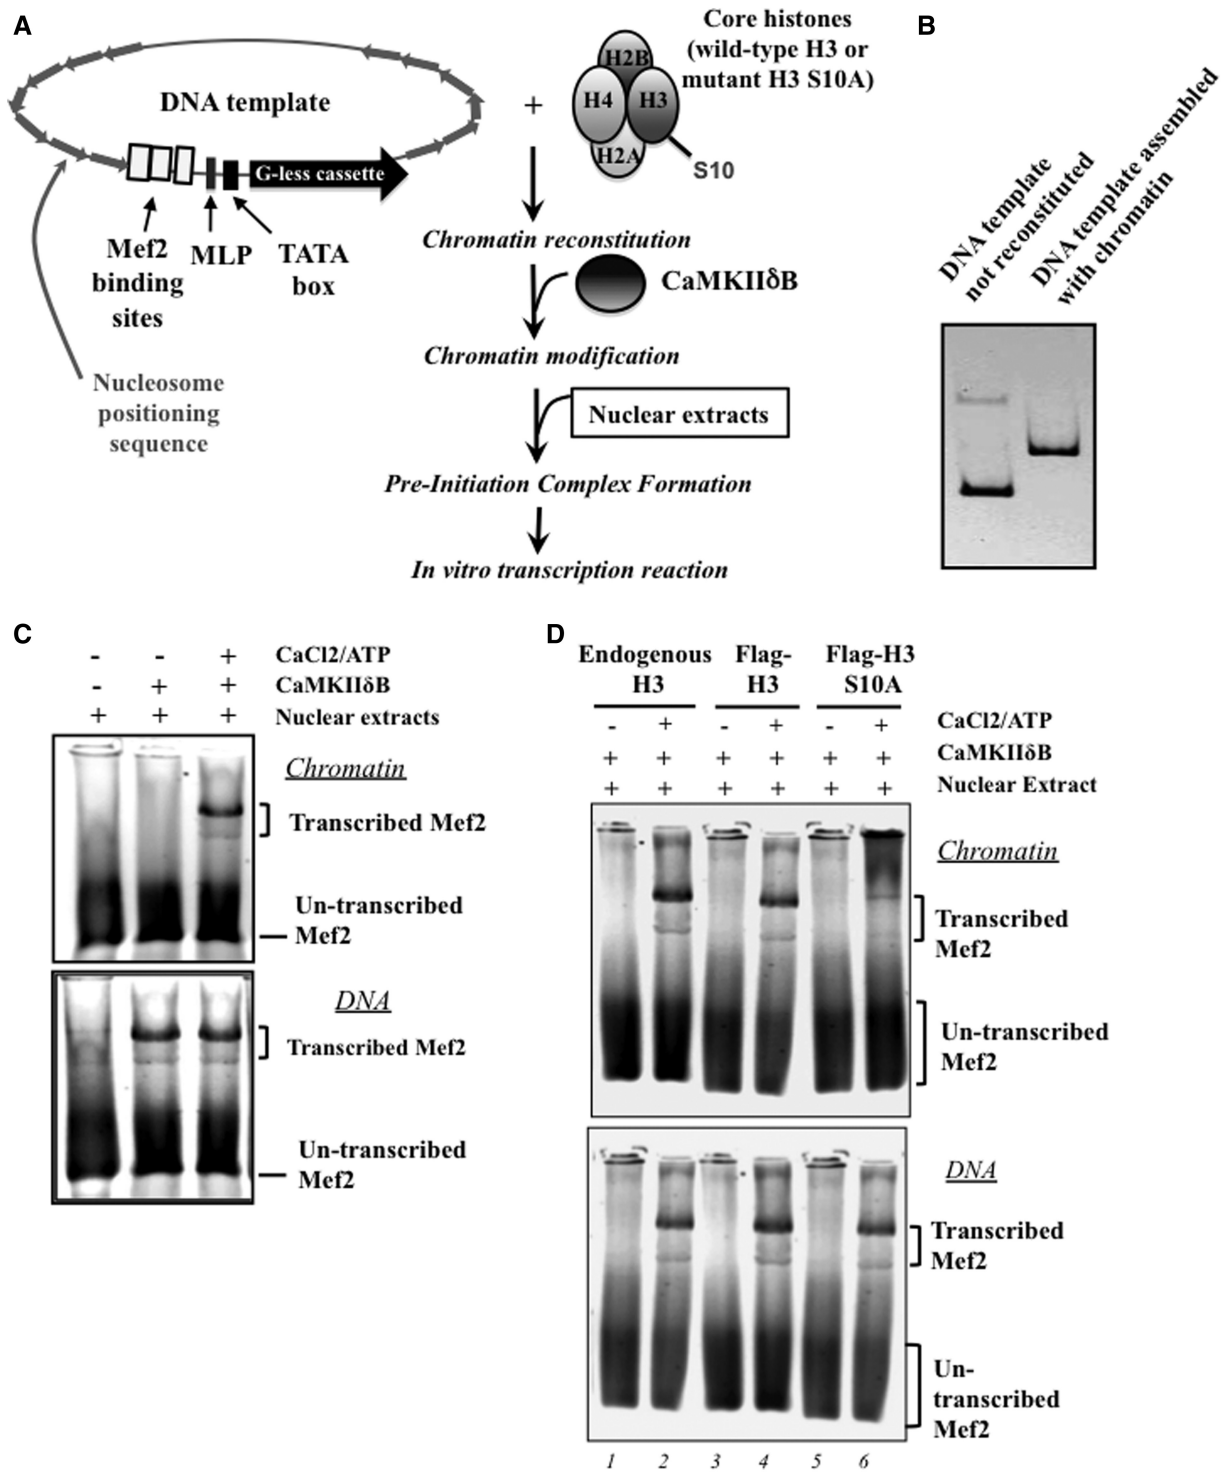 A
DNA template
Mef2
binding
sites
MLP
TATA
box
G-less cassette
Nucleosome
positioning
sequence
+
Core histones
(wild-type H3 or
mutant H3 S10A)
H2B
H4
H3
H2A
S10
Chromatin reconstitution
CaMKIIδB
Chromatin modification
Nuclear extracts
Pre-Initiation Complex Formation
In vitro transcription reaction
B
DNA template
not reconstituted
DNA template assembled
with chromatin
C
- - + CaCl2/ATP
- + + CaMKIIδB
+ + + Nuclear extracts
Chromatin
Transcribed Mef2
Un-transcribed
Mef2
DNA
Transcribed Mef2
Un-transcribed
Mef2
D
Endogenous
H3
Flag-
H3
Flag-H3
S10A
- + - + - + CaCl2/ATP
+ + + + + + CaMKIIδB
+ + + + + + Nuclear Extract
Chromatin
Transcribed
Mef2
Un-transcribed
Mef2
DNA
Transcribed
Mef2
Un-
transcribed
Mef2
1 2 3 4 5 6